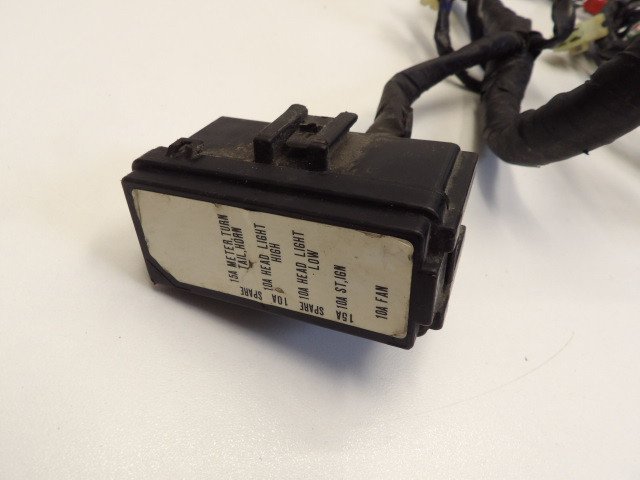 15A METER,TURN
TAIL,HORN
10A HEAD LIGHT
HIGH
10A HEAD LIGHT
LOW
10A ST,IGN
10A FAN
10A SPARE
15A SPARE